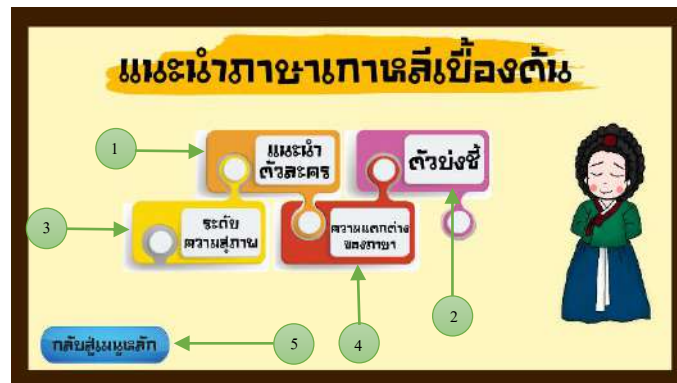 แนะนำภาษาเกาหลีเบื้องต้น
1
แนะนำ
ตัวละคร
ตัวบ่งชี้
3
ระดับ
ความสุภาพ
ความแตกต่าง
ของภาษา
2
กลับสู่เมนูหลัก
5
4